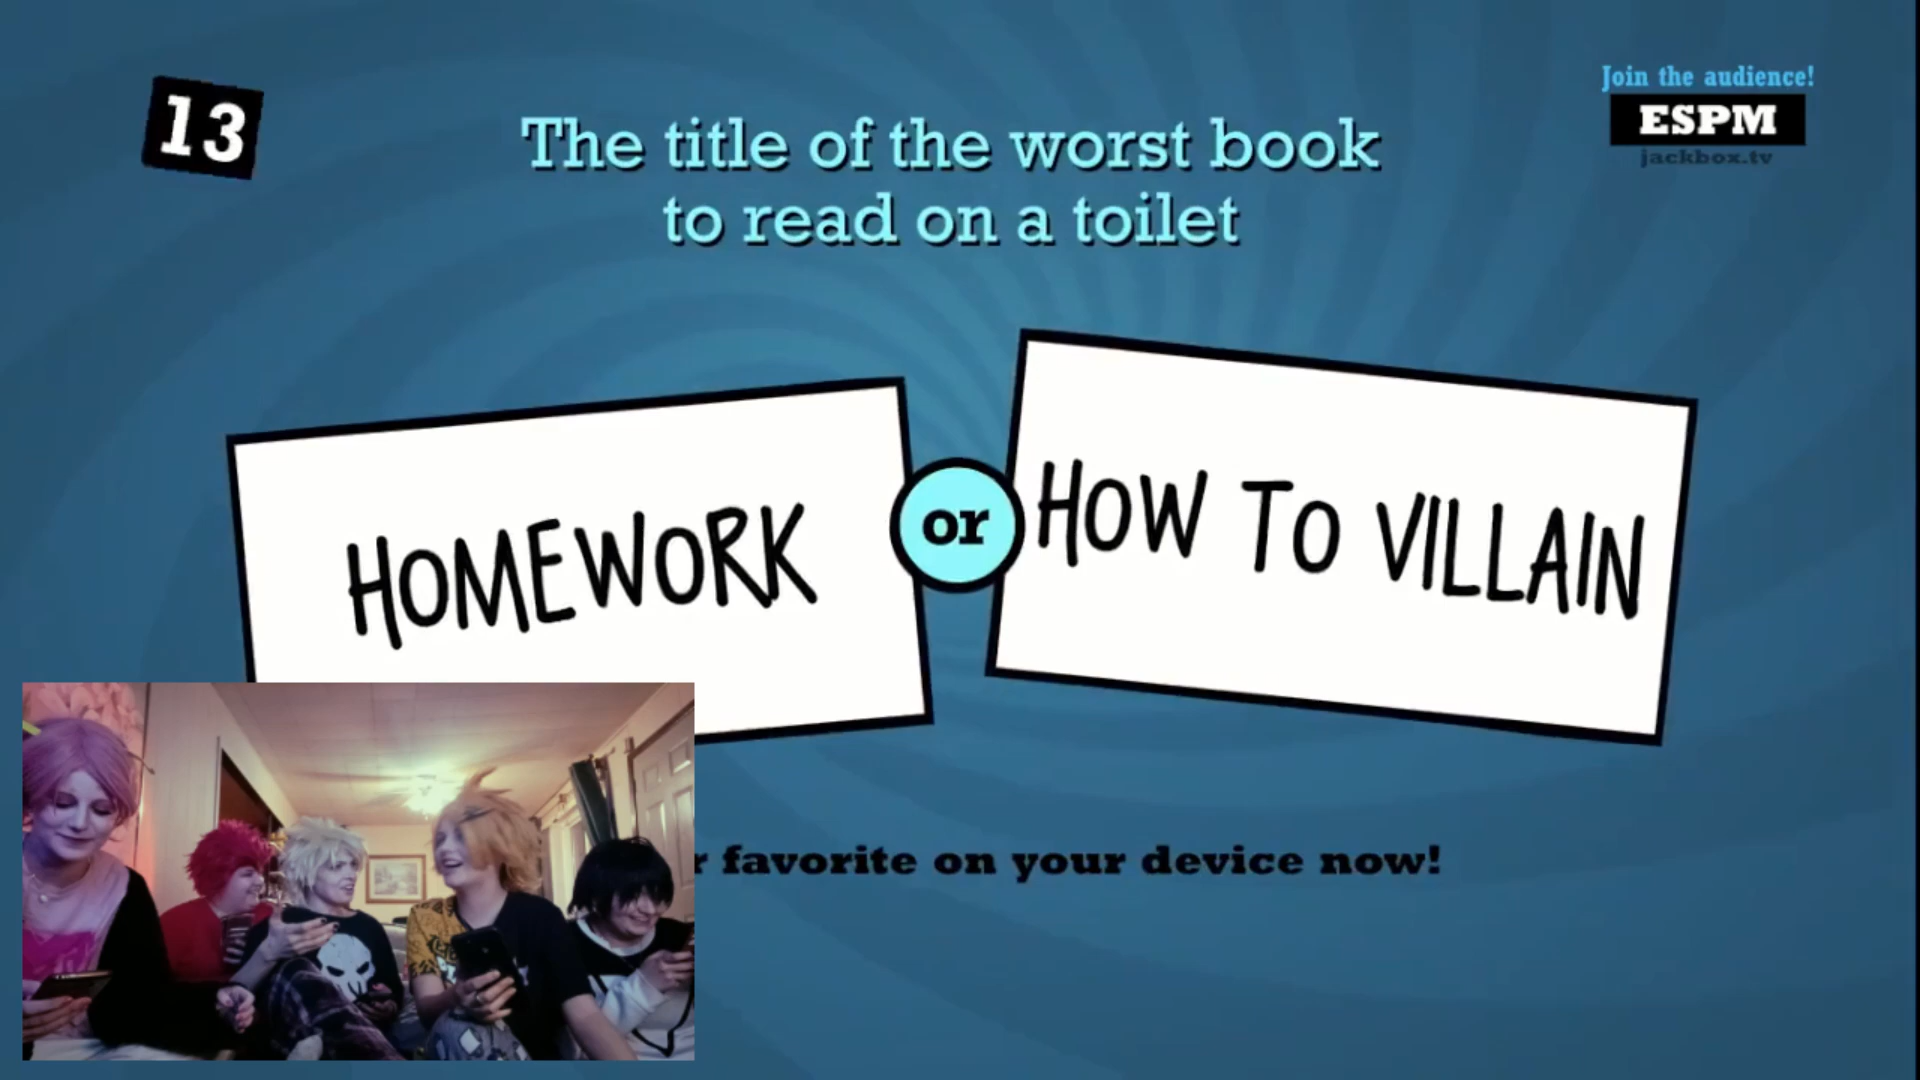 13
Join the audience!
ESPM
jackbox.tv
The title of the worst book
to read on a toilet
HOMEWORK
or
HOW TO VILLAIN
favorite on your device now!